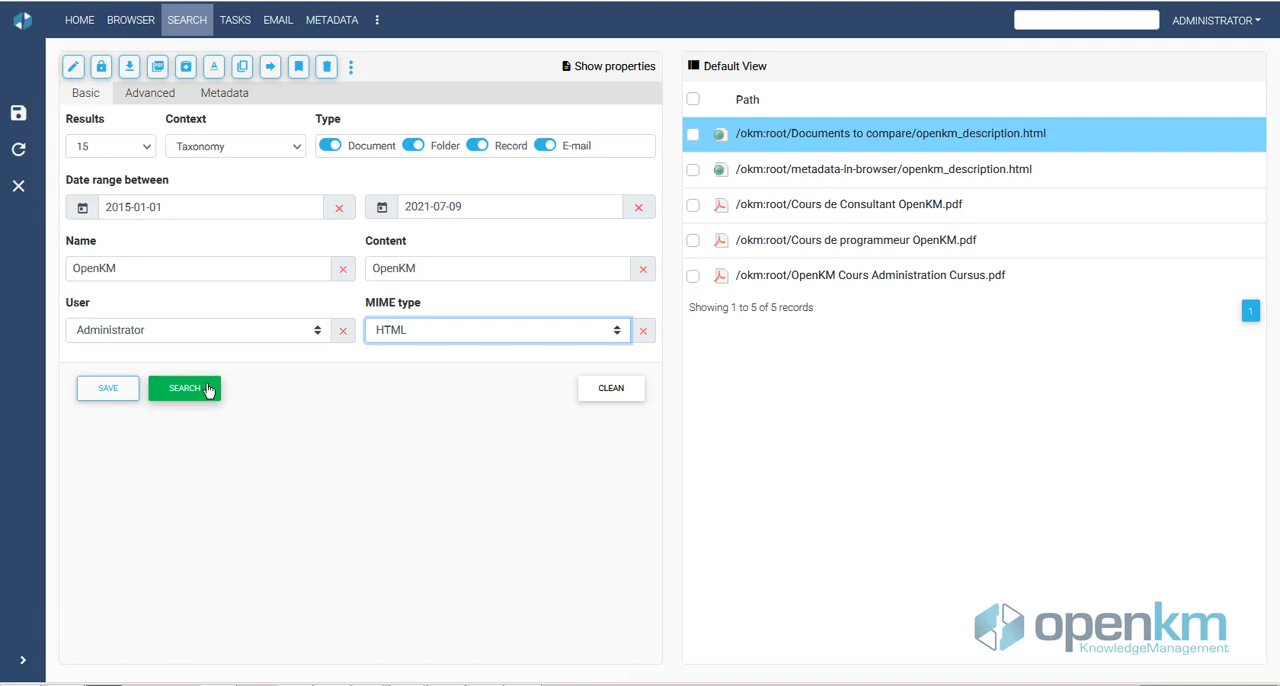 HOME BROWSER SEARCH TASKS EMAIL METADATA ADMINISTRATOR
Show properties
Basic Advanced Metadata
Results Context Type
15 Taxonomy Document Folder Record E-mail
Date range between
2015-01-01 2021-07-09
Name Content
OpenKM OpenKM
User MIME type
Administrator HTML
SAVE SEARCH CLEAN
Default View
Path
/okm:root/Documents to compare/openkm_description.html
/okm:root/metadata-in-browser/openkm_description.html
/okm:root/Cours de Consultant OpenKM.pdf
/okm:root/Cours de programmeur OpenKM.pdf
/okm:root/OpenKM Cours Administration Cursus.pdf
Showing 1 to 5 of 5 records 1
openkm
KnowledgeManagement